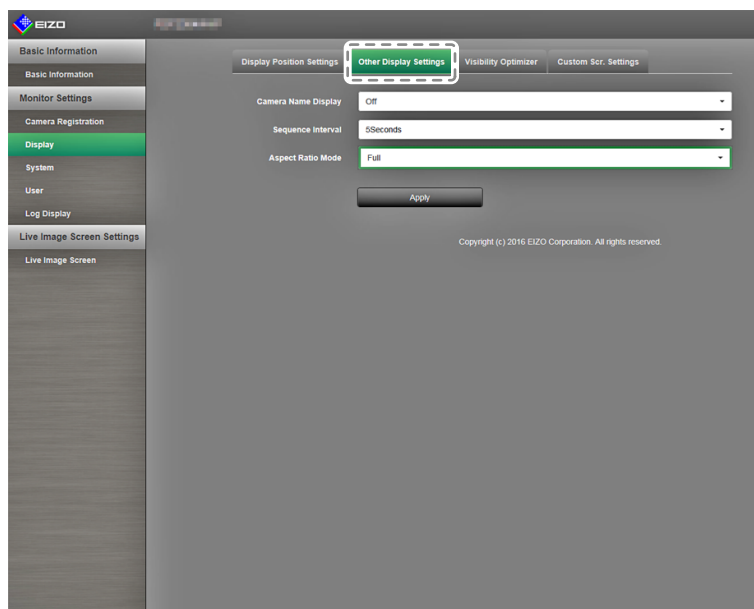 EIZO
Basic Information
Basic Information
Monitor Settings
Camera Registration
Display
System
User
Log Display
Live Image Screen Settings
Live Image Screen
Display Position Settings
Other Display Settings
Visibility Optimizer
Custom Scr. Settings
Camera Name Display
Off
Sequence Interval
5Seconds
Aspect Ratio Mode
Full
Apply
Copyright (c) 2016 EIZO Corporation. All rights reserved.